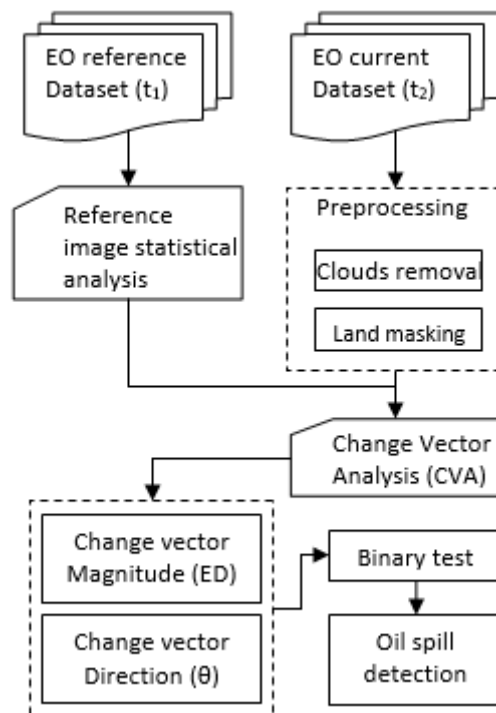 EO reference
Dataset (t₁)
EO current
Dataset (t₂)
Reference
image statistical
analysis
Preprocessing
Clouds removal
Land masking
Change Vector
Analysis (CVA)
Change vector
Magnitude (ED)
Change vector
Direction (θ)
Binary test
Oil spill
detection